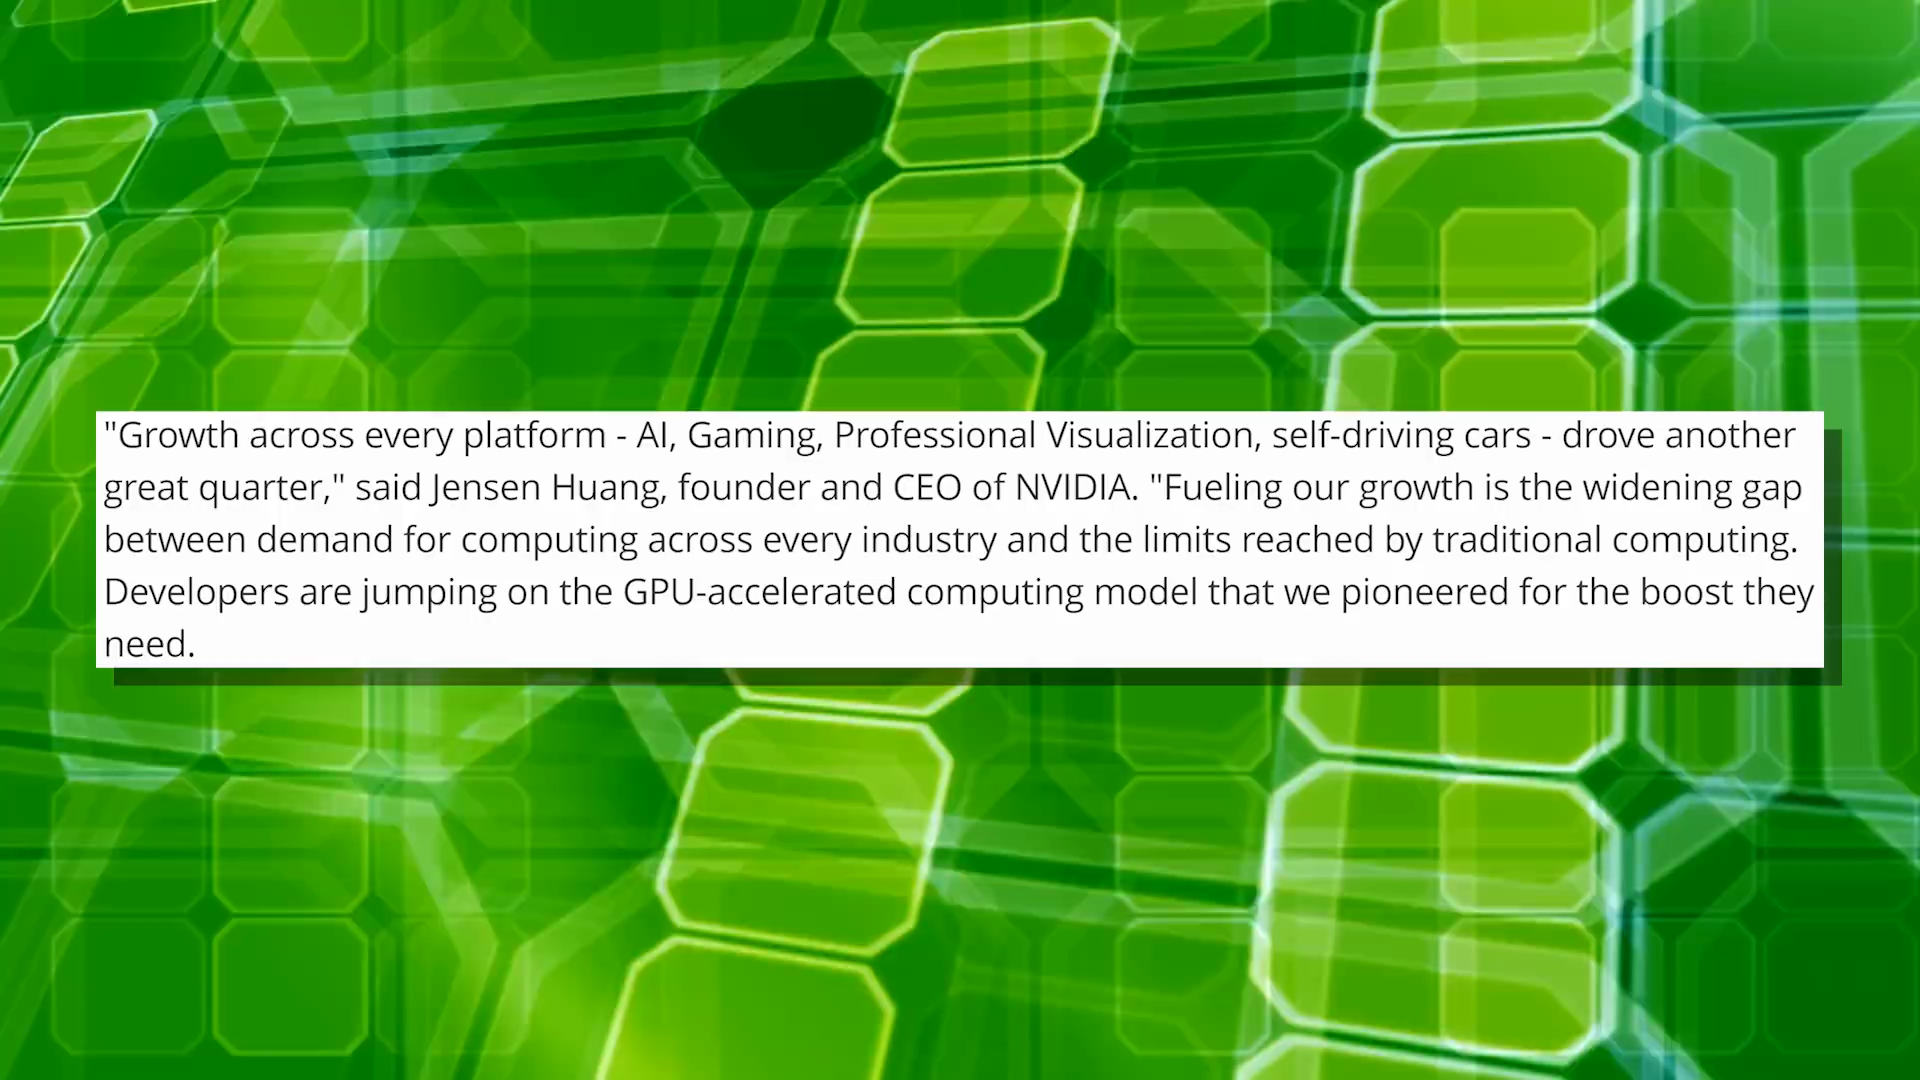 "Growth across every platform - AI, Gaming, Professional Visualization, self-driving cars - drove another
great quarter," said Jensen Huang, founder and CEO of NVIDIA. "Fueling our growth is the widening gap
between demand for computing across every industry and the limits reached by traditional computing.
Developers are jumping on the GPU-accelerated computing model that we pioneered for the boost they
need.